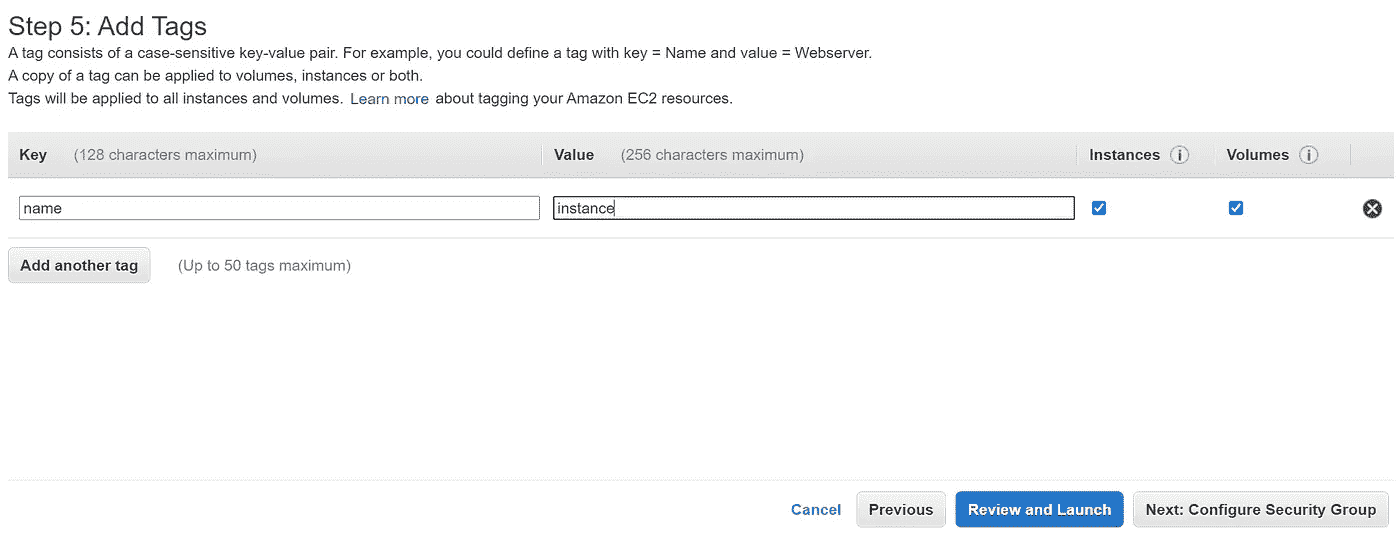 Step 5: Add Tags
A tag consists of a case-sensitive key-value pair. For example, you could define a tag with key = Name and value = Webserver.
A copy of a tag can be applied to volumes, instances or both.
Tags will be applied to all instances and volumes. Learn more about tagging your Amazon EC2 resources.
Key (128 characters maximum) Value (256 characters maximum) Instances i Volumes i
name instance
Add another tag (Up to 50 tags maximum)
Cancel Previous Review and Launch Next: Configure Security Group